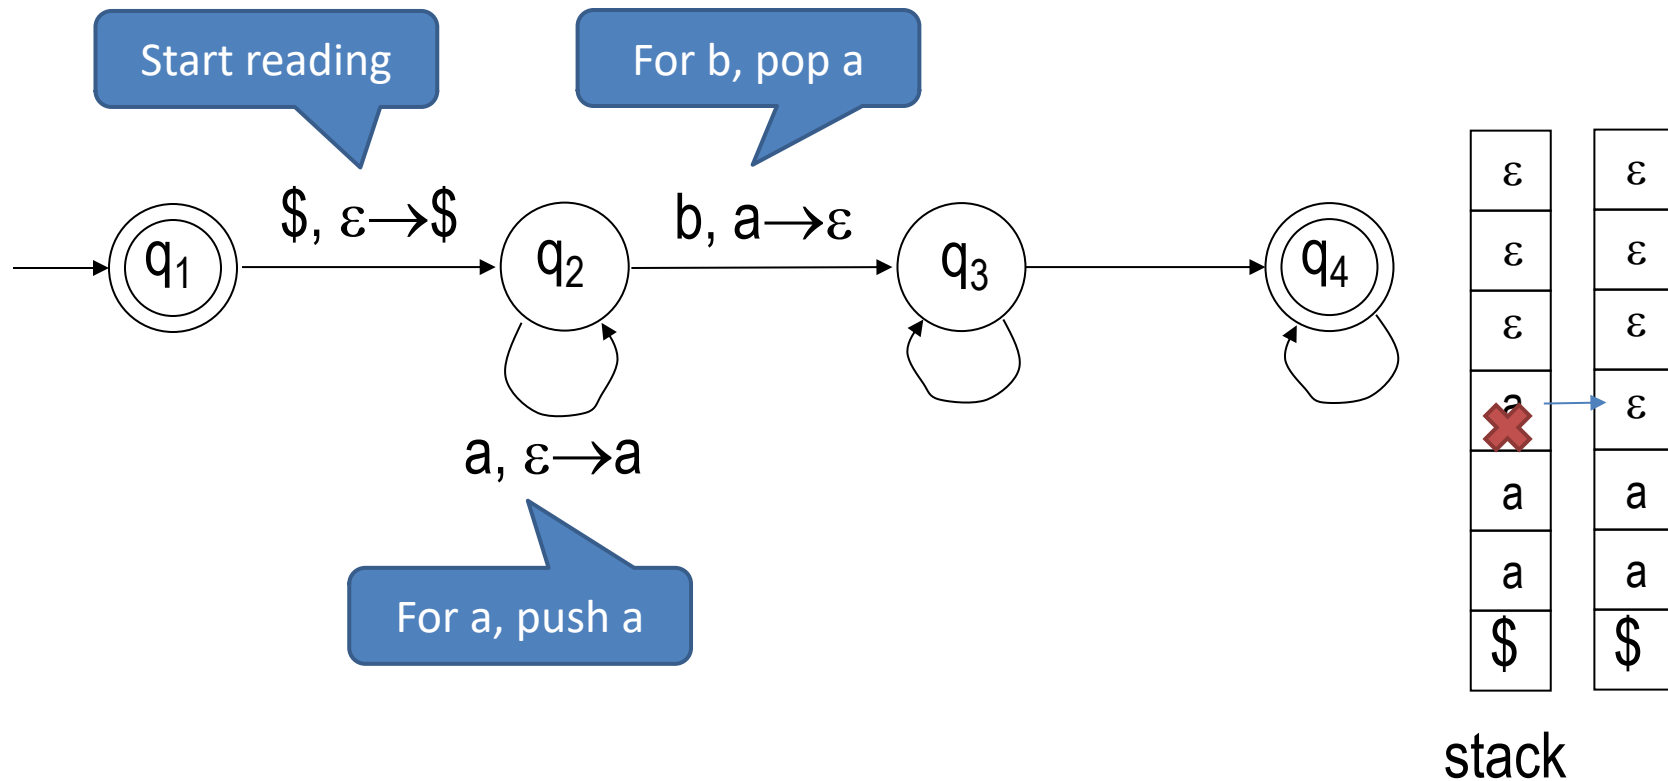 Start reading
For b, pop a
$, ε→$
b, a→ε
q1
q2
q3
q4
a, ε→a
For a, push a
ε
ε
ε
a
a
a
$
ε
ε
ε
ε
a
a
$
stack